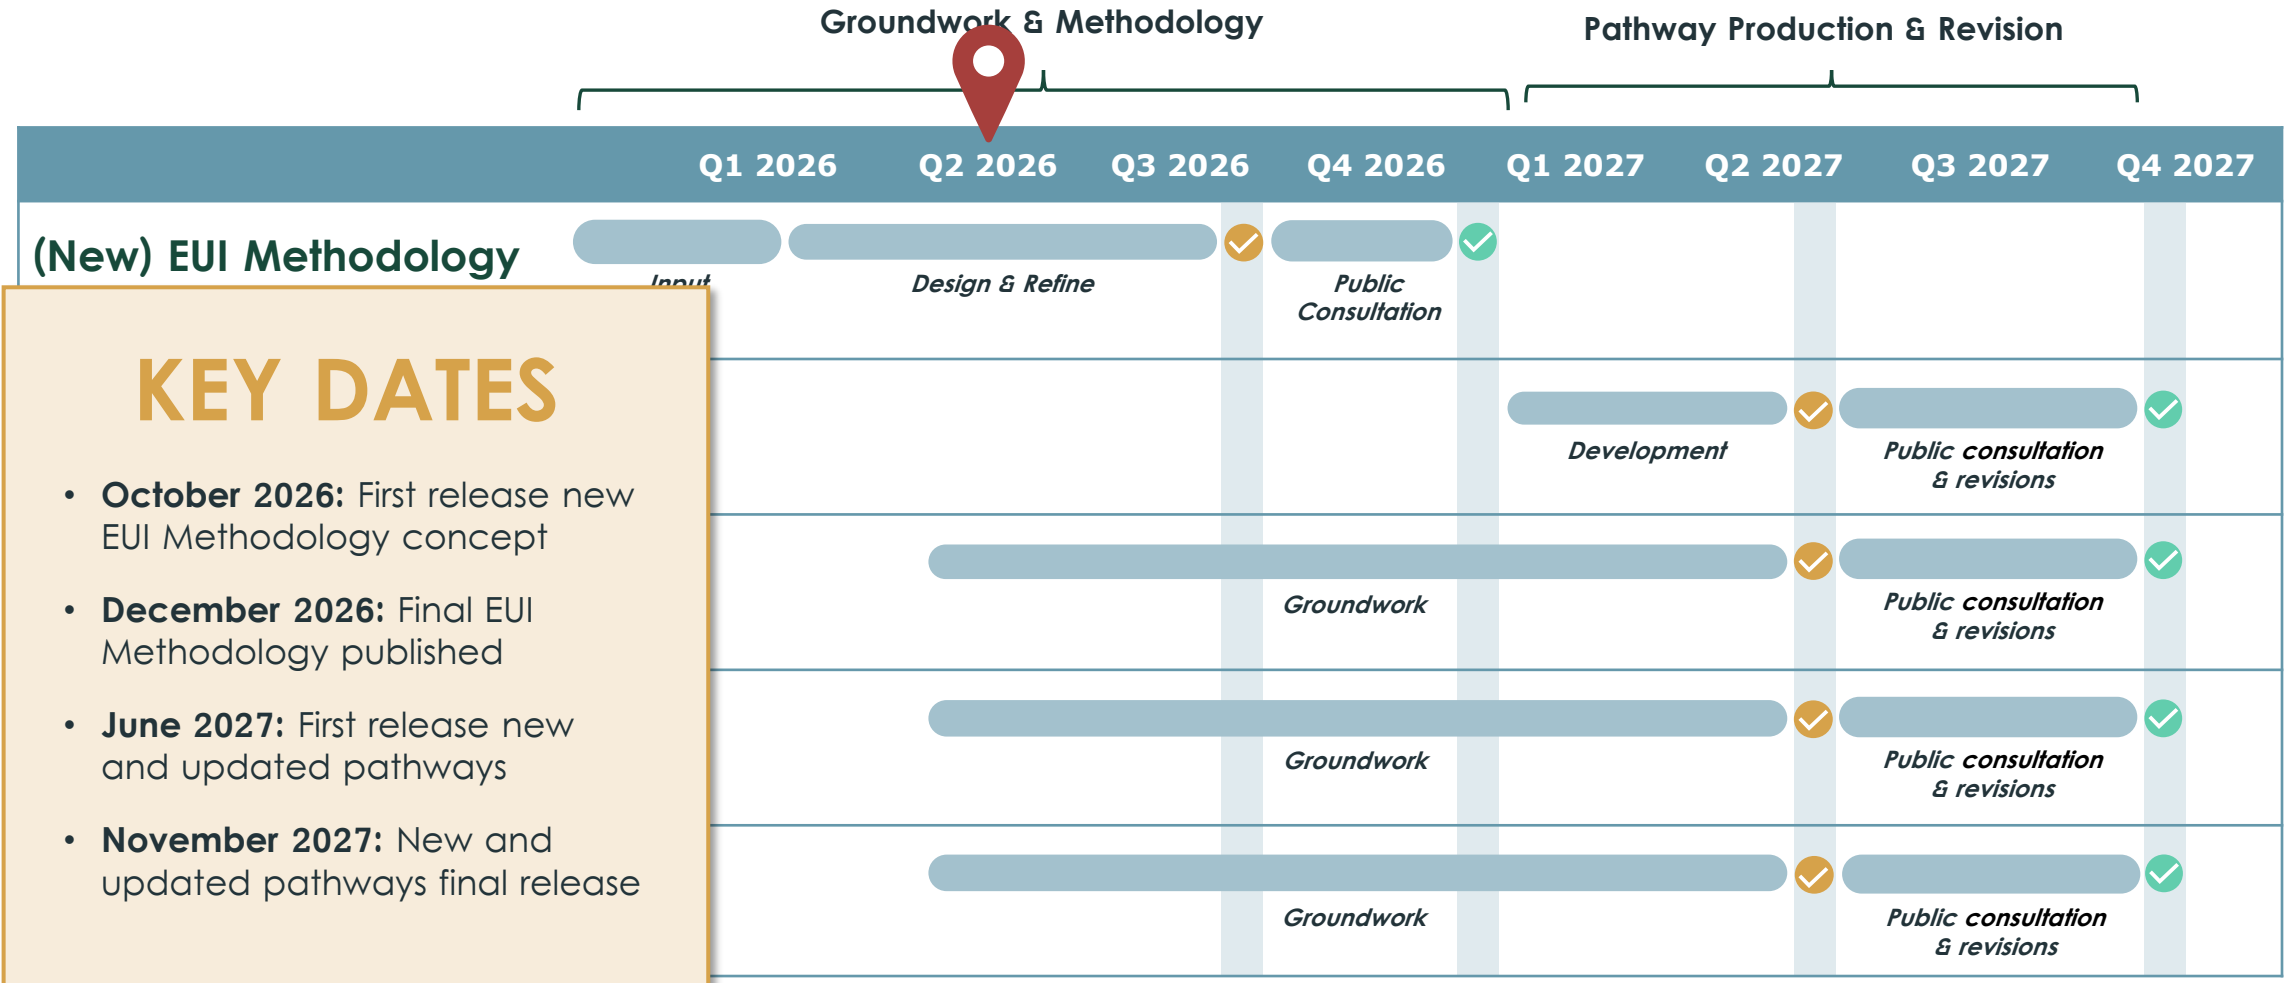 Groundwork & Methodology
Pathway Production & Revision
Q1 2026 Q2 2026 Q3 2026 Q4 2026 Q1 2027 Q2 2027 Q3 2027 Q4 2027
(New) EUI Methodology
Input
Design & Refine
Public
Consultation
KEY DATES
• October 2026: First release new
EUI Methodology concept
• December 2026: Final EUI
Methodology published
• June 2027: First release new
and updated pathways
• November 2027: New and
updated pathways final release
Development
Public consultation
& revisions
Groundwork
Public consultation
& revisions
Groundwork
Public consultation
& revisions
Groundwork
Public consultation
& revisions